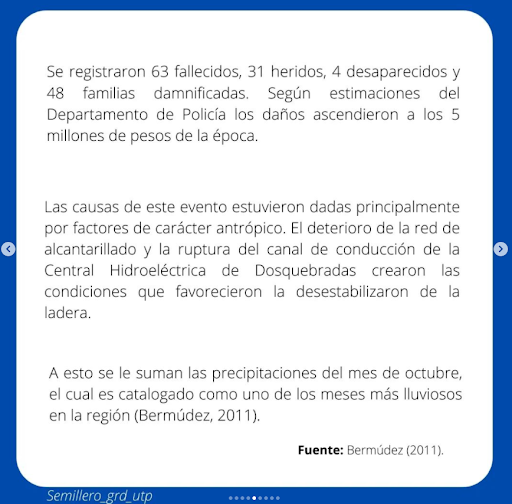 Se registraron 63 fallecidos, 31 heridos, 4 desaparecidos y
48 familias damnificadas. Según estimaciones del
Departamento de Policía los daños ascendieron a los 5
millones de pesos de la época.
Las causas de este evento estuvieron dadas principalmente
por factores de carácter antrópico. El deterioro de la red de
alcantarillado y la ruptura del canal de conducción de la
Central Hidroeléctrica de Dosquebradas crearon las
condiciones que favorecieron la desestabilizaron de la
ladera.
A esto se le suman las precipitaciones del mes de octubre,
el cual es catalogado como uno de los meses más lluviosos
en la región (Bermúdez, 2011).
Fuente: Bermúdez (2011).
Semillero_grd_utp